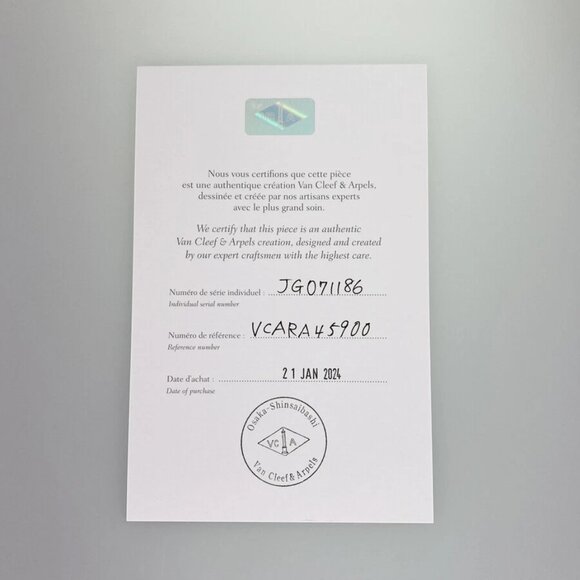 VC A
Nous vous certifions que cette pièce
est une authentique création Van Cleef & Arpels,
dessinée et créée par nos artisans experts
avec le plus grand soin.
We certify that this piece is an authentic
Van Cleef & Arpels creation, designed and created
by our expert craftsmen with the highest care.
Numéro de série individuel : JG071186
Individual serial number
Numéro de référence : VCARA45900
Reference number
Date d'achat : 21 JAN 2024
Date of purchase
Osaka-Shinsaibashi
VC A
Van Cleef & Arpels